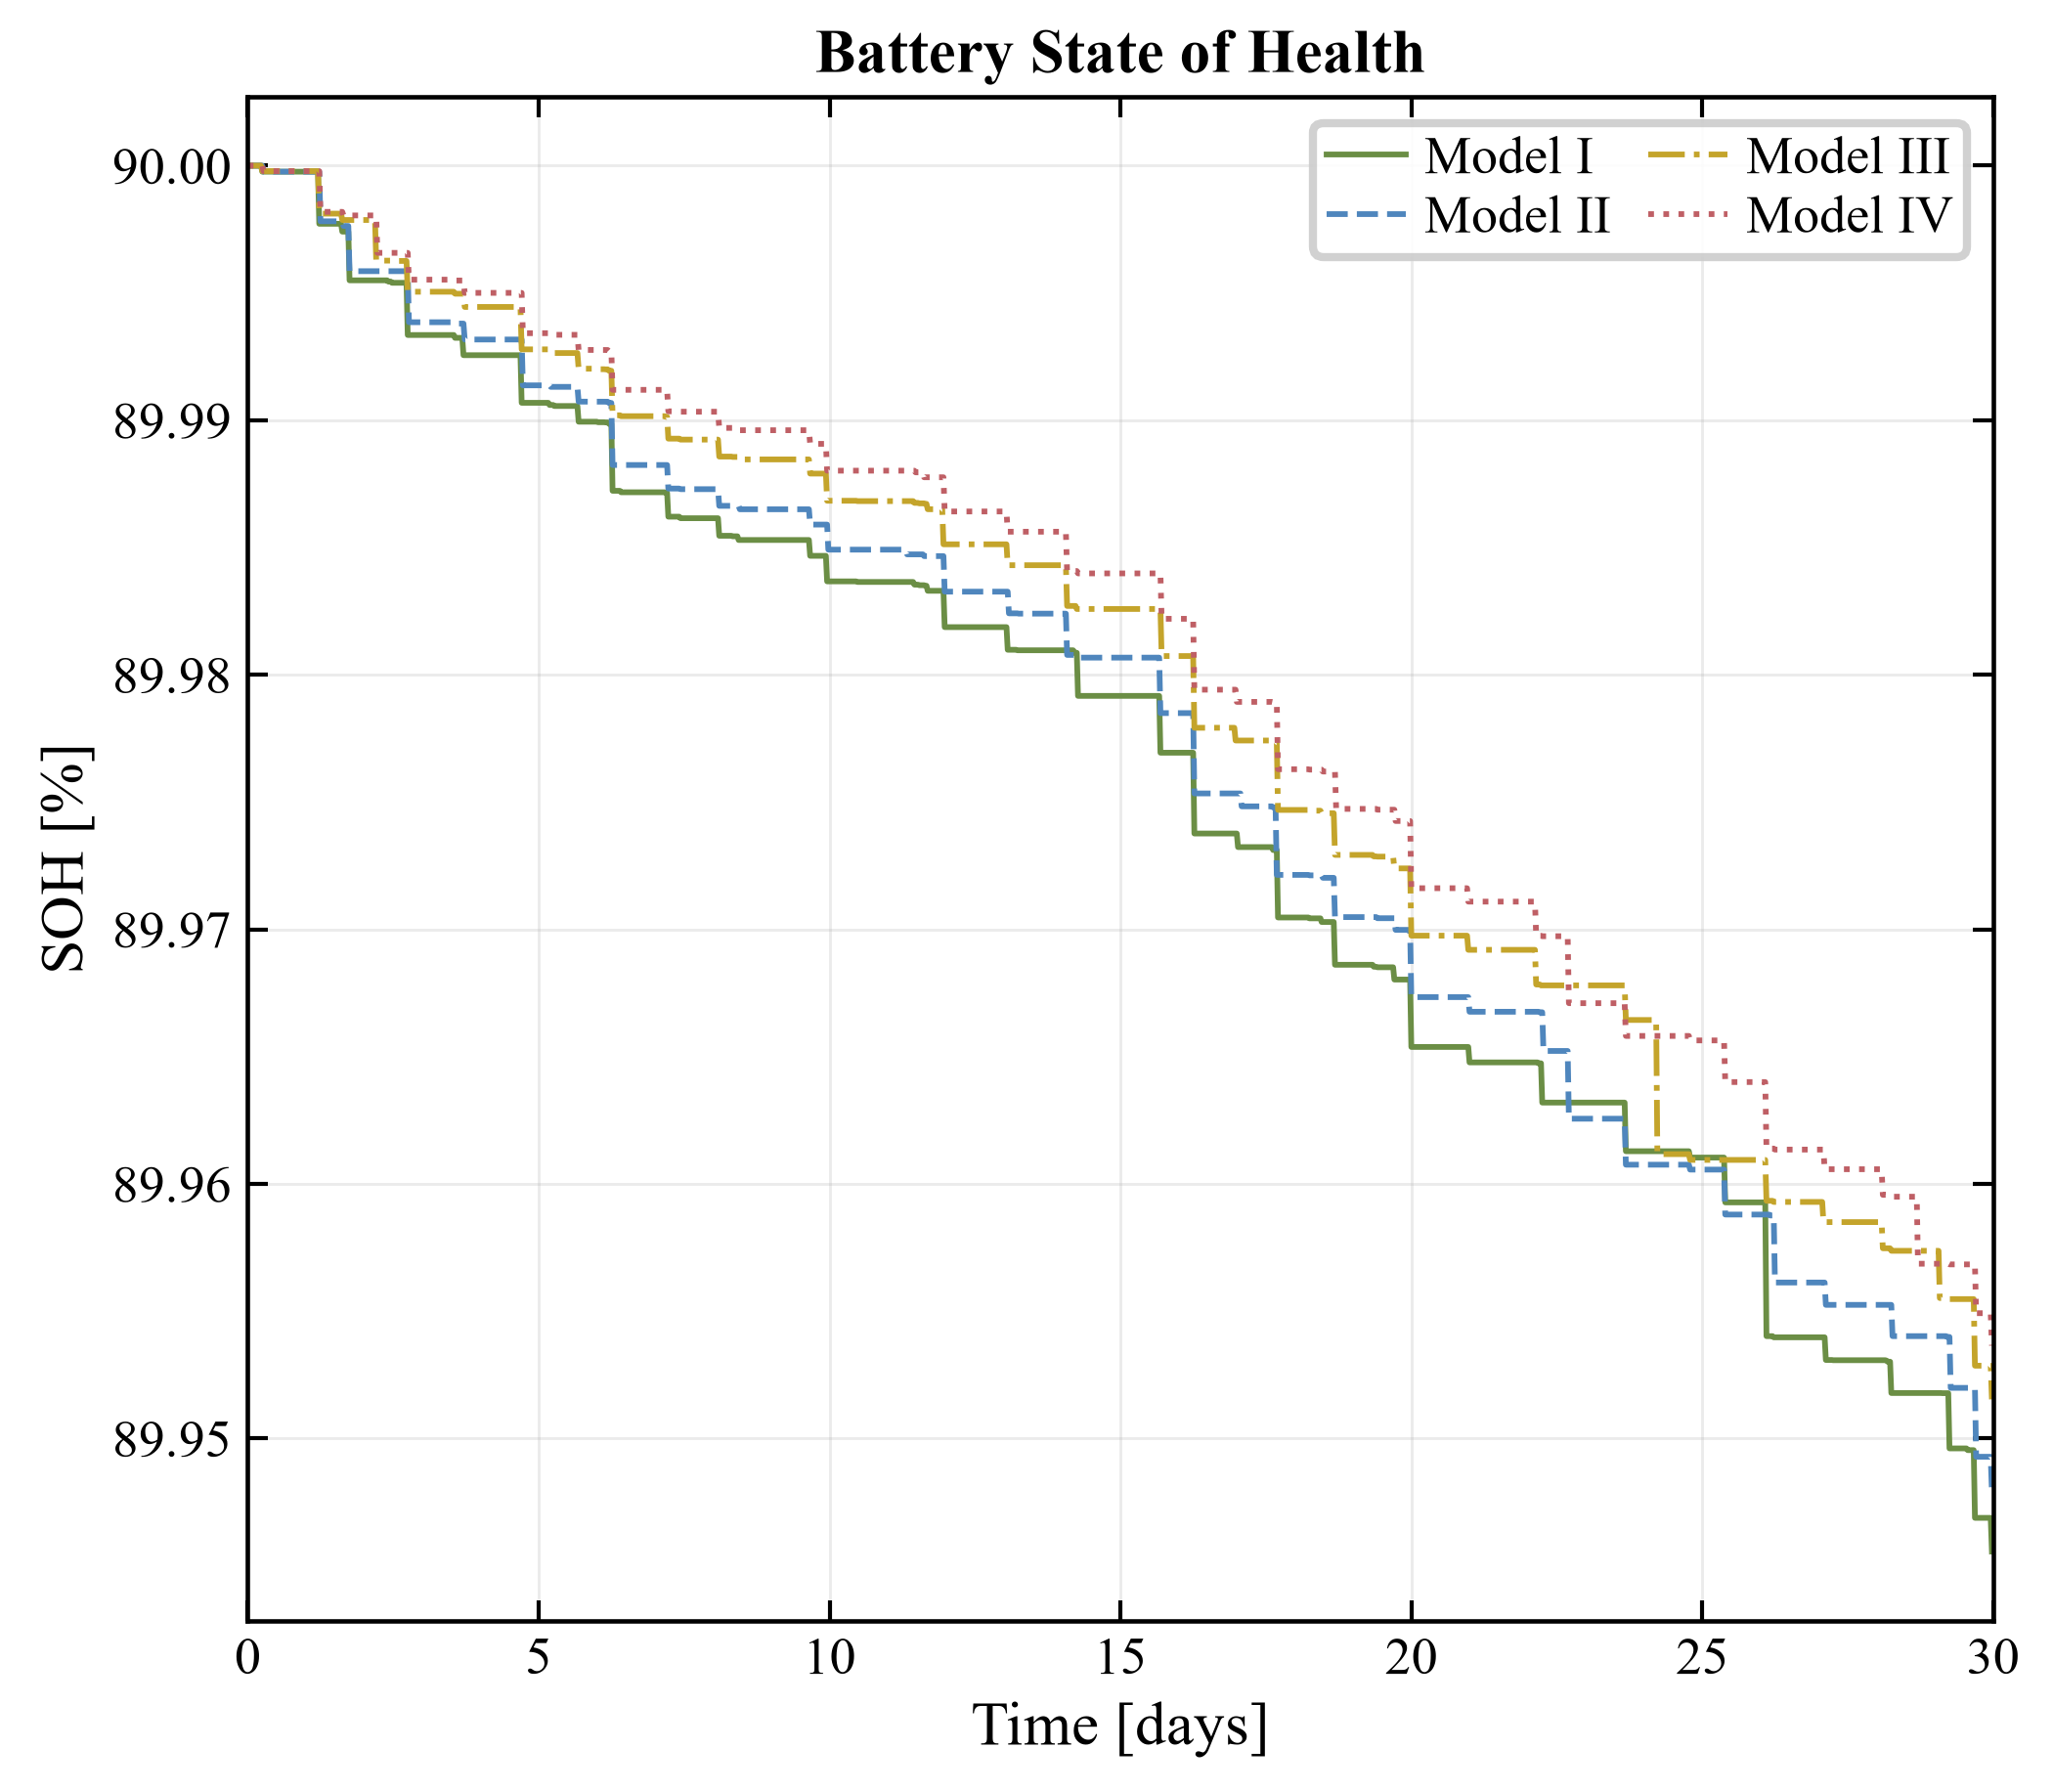 Battery State of Health
Model I
Model II
Model III
Model IV
SOH [%]
90.00
89.99
89.98
89.97
89.96
89.95
0 5 10 15 20 25 30
Time [days]